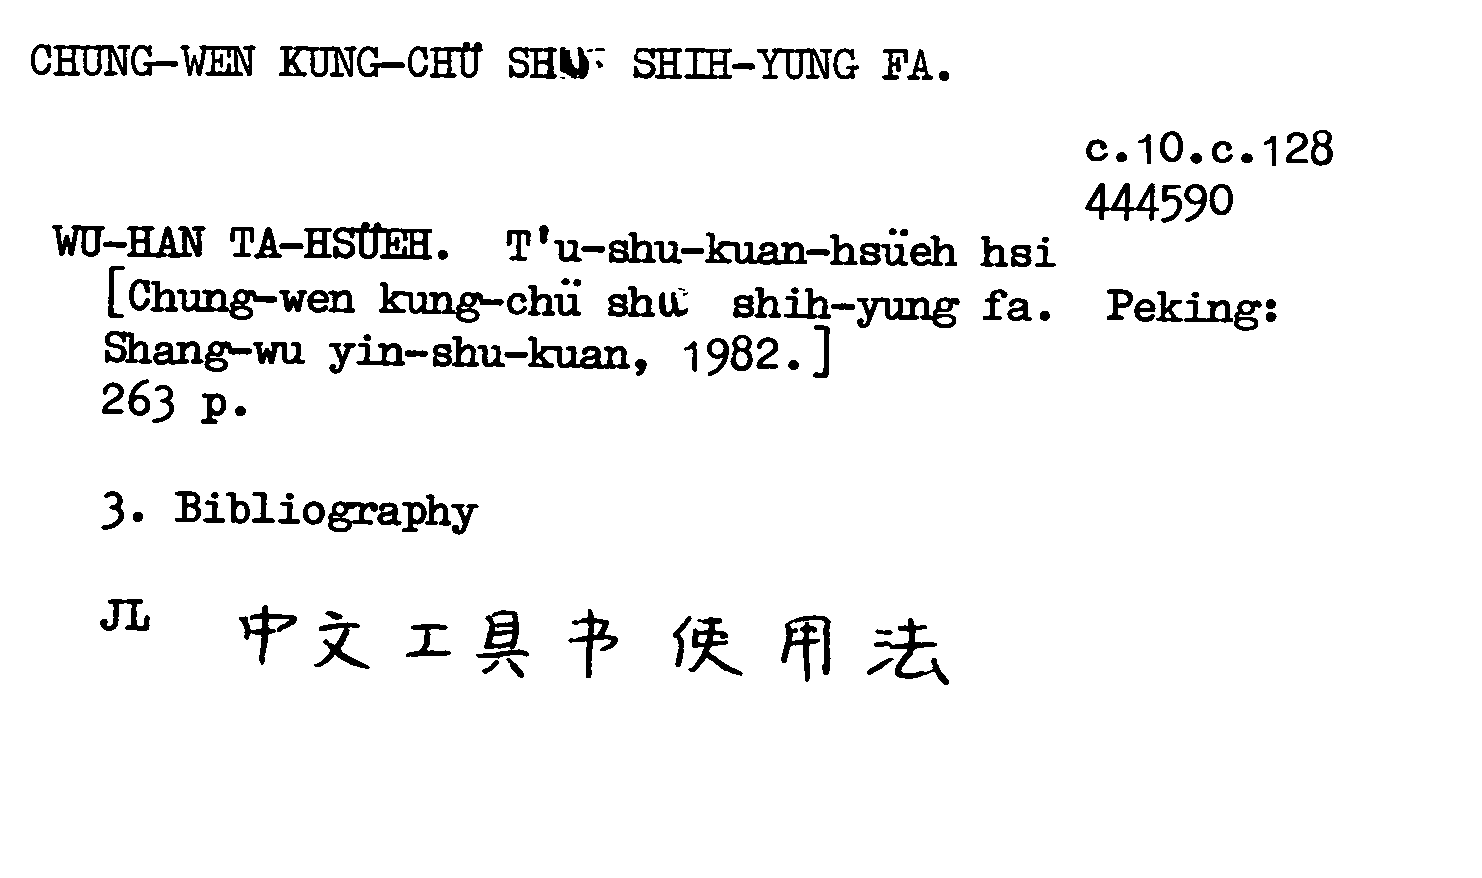 CHUNG-WEN KUNG-CHÜ SHU SHIH-YUNG FA.
c.10.c.128
444590
WU-HAN TA-HSÜEH. T'u-shu-kuan-hsüeh hsi
[Chung-wen kung-chü shu shih-yung fa. Peking:
Shang-wu yin-shu-kuan, 1982.]
263 p.
3. Bibliography
JL 中文工具书使用法